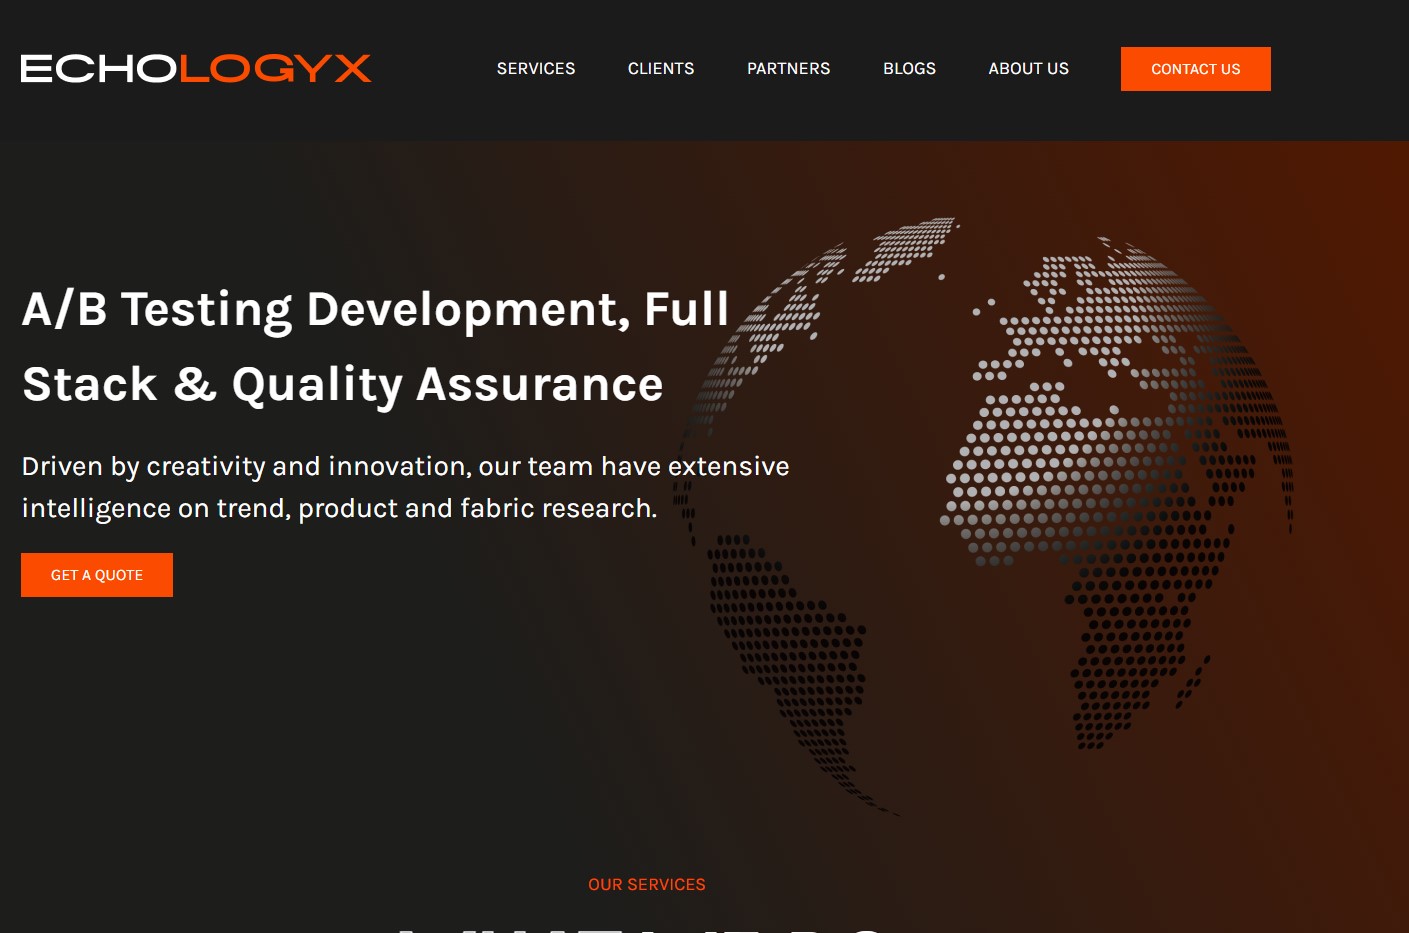 ECHOLOGYX
SERVICES
CLIENTS
PARTNERS
BLOGS
ABOUT US
CONTACT US
A/B Testing Development, Full
Stack & Quality Assurance
Driven by creativity and innovation, our team have extensive
intelligence on trend, product and fabric research.
GET A QUOTE
OUR SERVICES